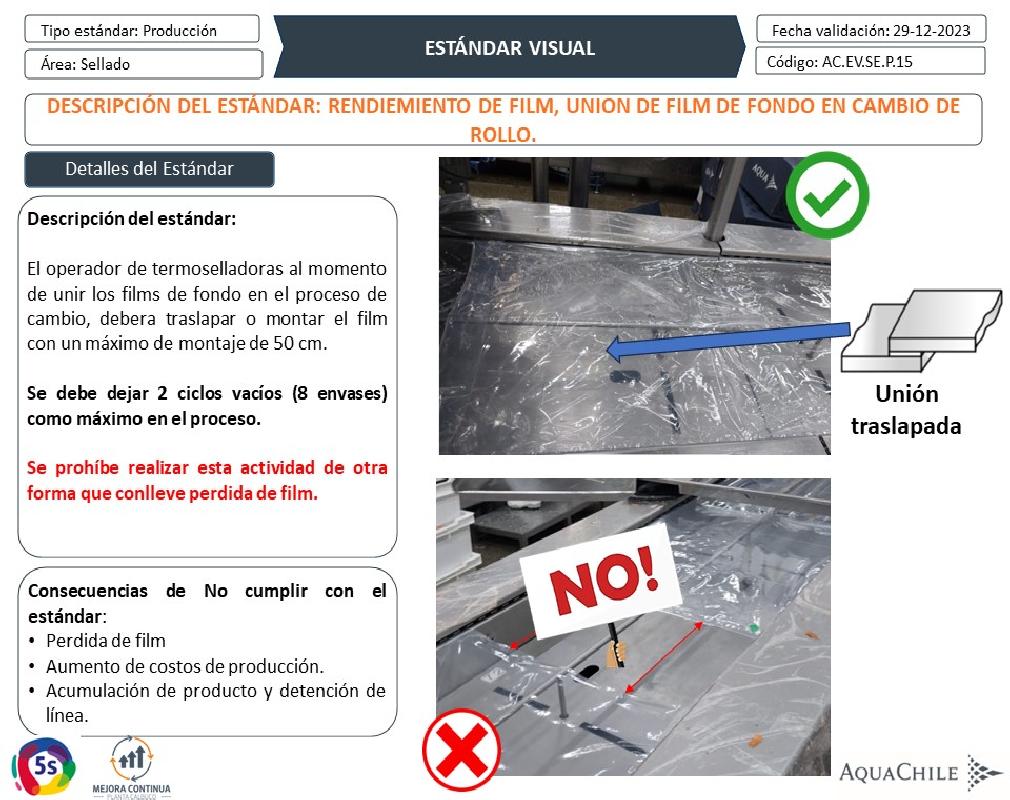 Tipo estándar: Producción
Área: Sellado
ESTÁNDAR VISUAL
Fecha validación: 29-12-2023
Código: AC.EV.SE.P.15
DESCRIPCIÓN DEL ESTÁNDAR: RENDIEMIENTO DE FILM, UNION DE FILM DE FONDO EN CAMBIO DE
ROLLO.
Detalles del Estándar
Descripción del estándar:
El operador de termoselladoras al momento
de unir los films de fondo en el proceso de
cambio, debera traslapar o montar el film
con un máximo de montaje de 50 cm.
Se debe dejar 2 ciclos vacíos (8 envases)
como máximo en el proceso.
Se prohíbe realizar esta actividad de otra
forma que conlleve perdida de film.
Consecuencias de No cumplir con el
estándar:
• Perdida de film
• Aumento de costos de producción.
• Acumulación de producto y detención de
línea.
AQUA
Unión
traslapada
NO!
5s
MEJORA CONTINUA
PLANTA CALBUCO
AQUACHILE